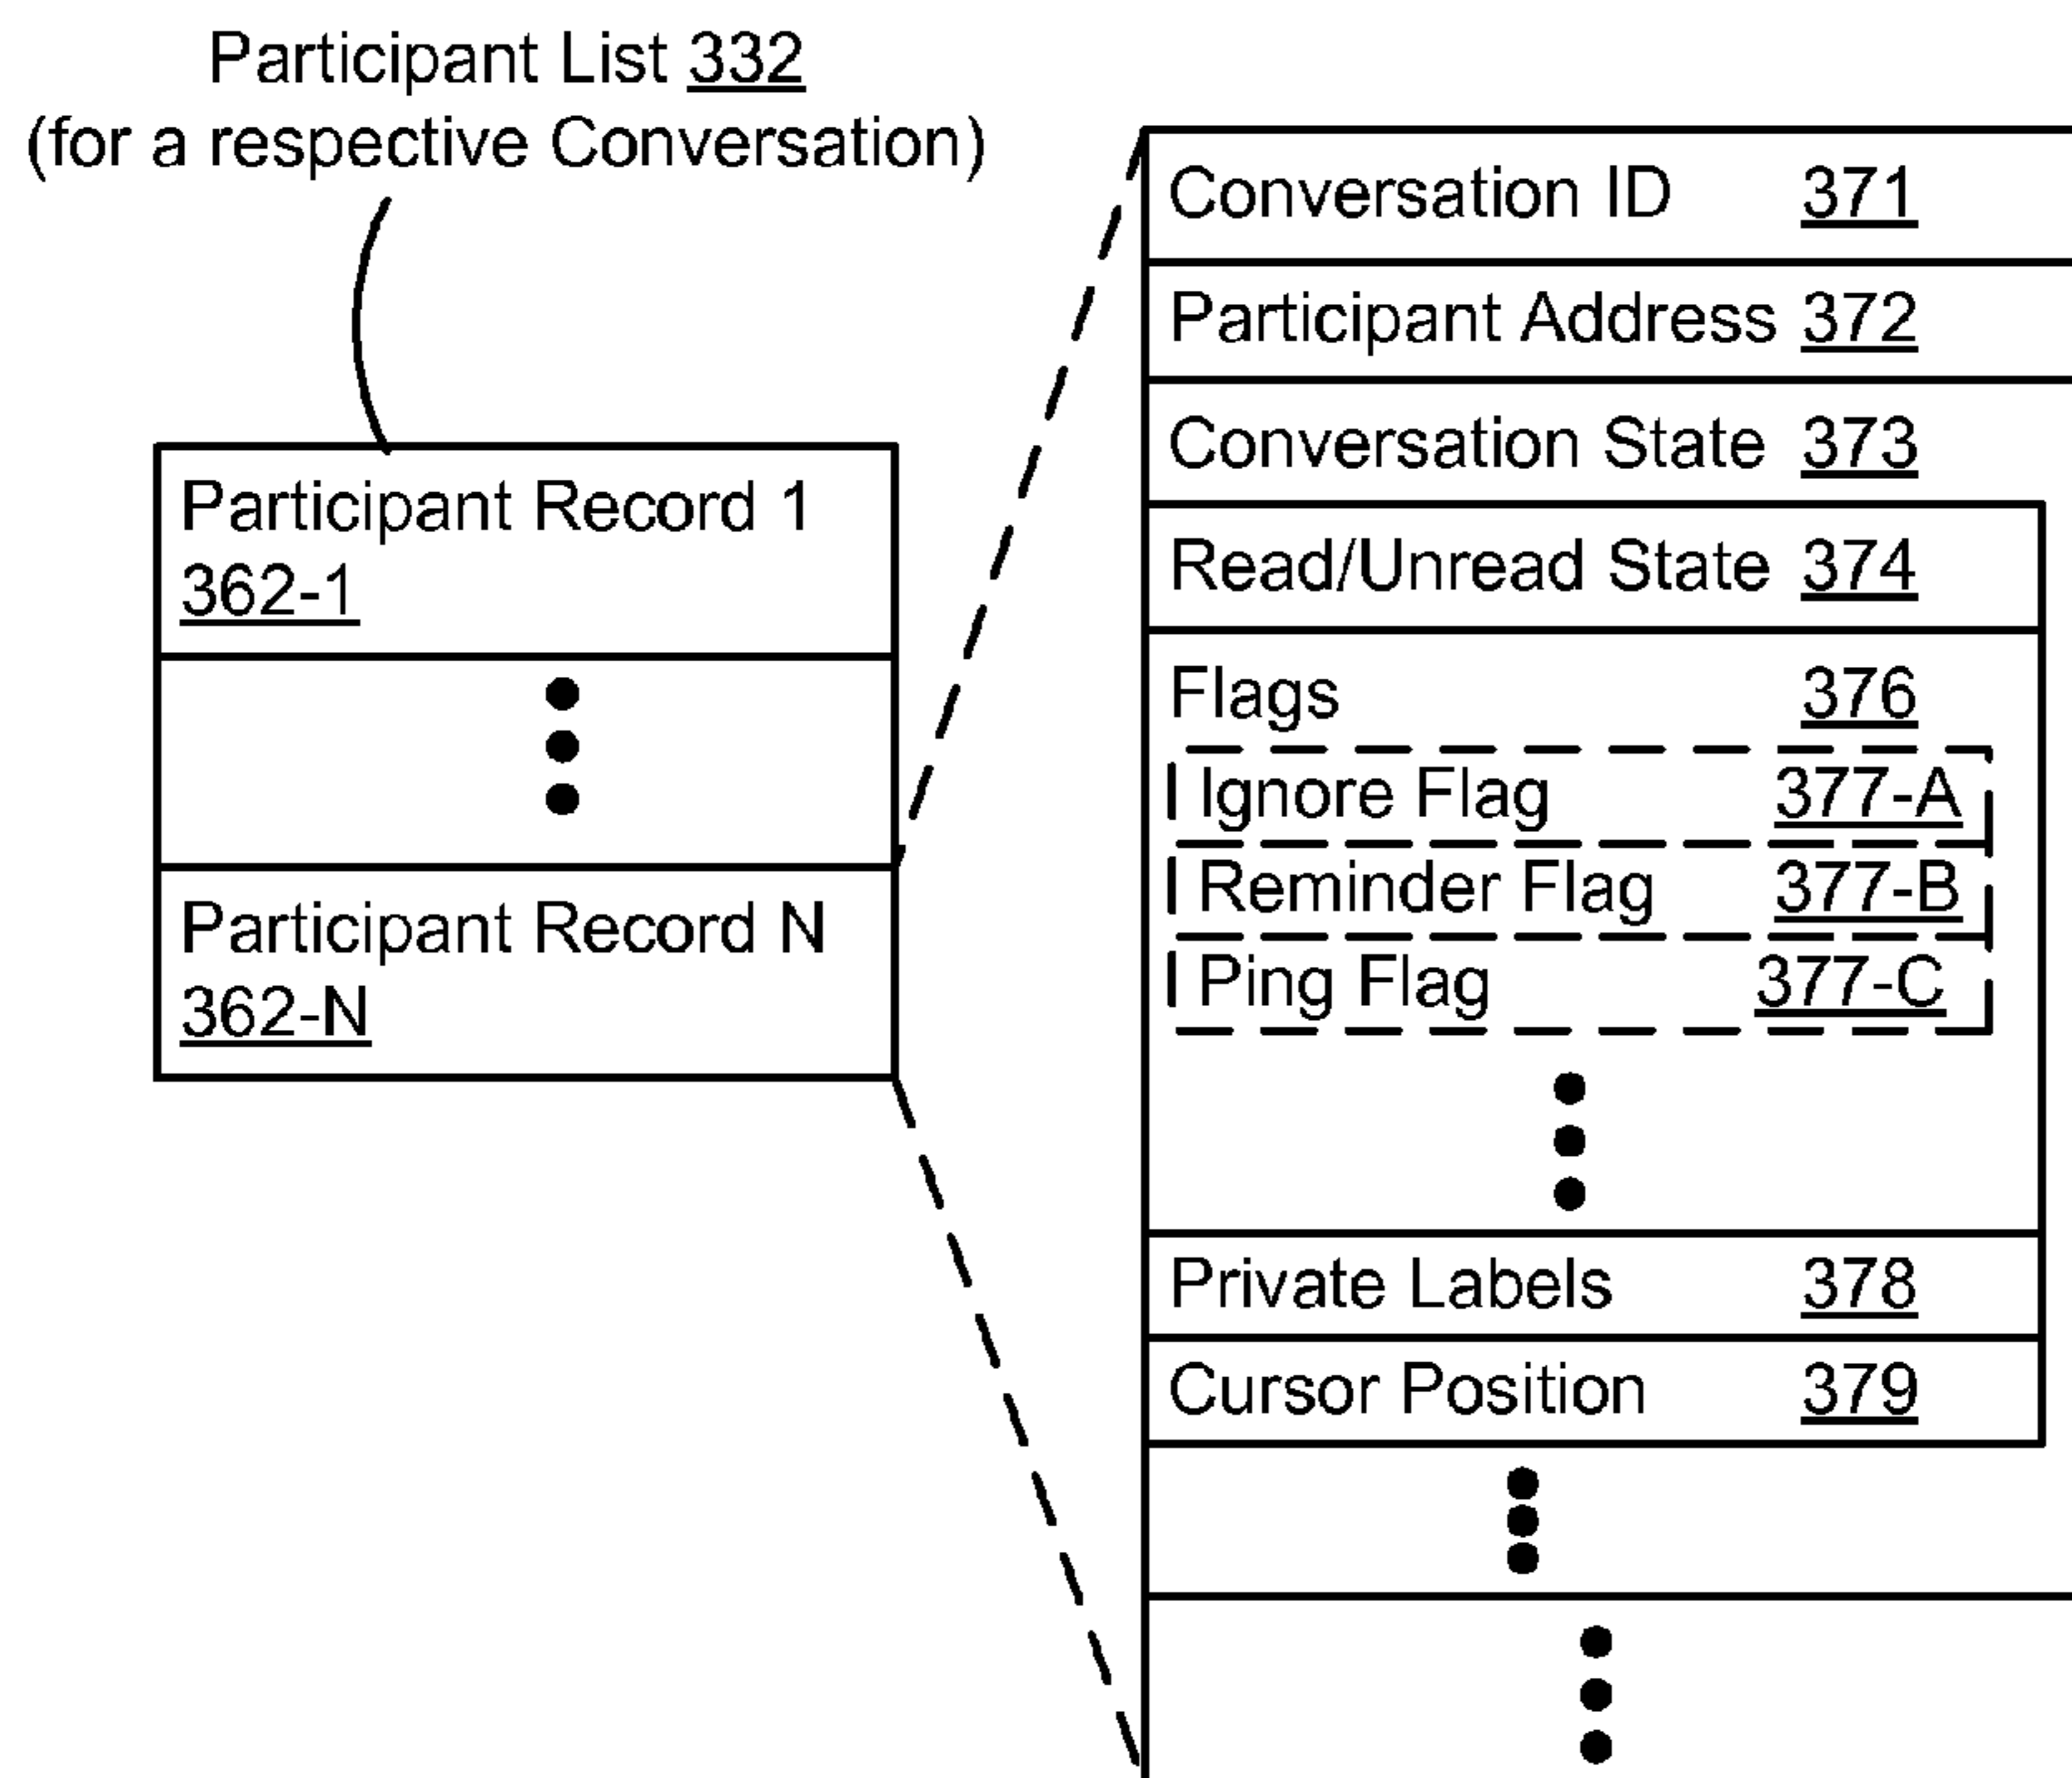 Participant List 332
(for a respective Conversation)
Participant Record 1
362-1
Participant Record N
362-N
Conversation ID 371
Participant Address 372
Conversation State 373
Read/Unread State 374
Flags 376
Ignore Flag 377-A
Reminder Flag 377-B
Ping Flag 377-C
Private Labels 378
Cursor Position 379